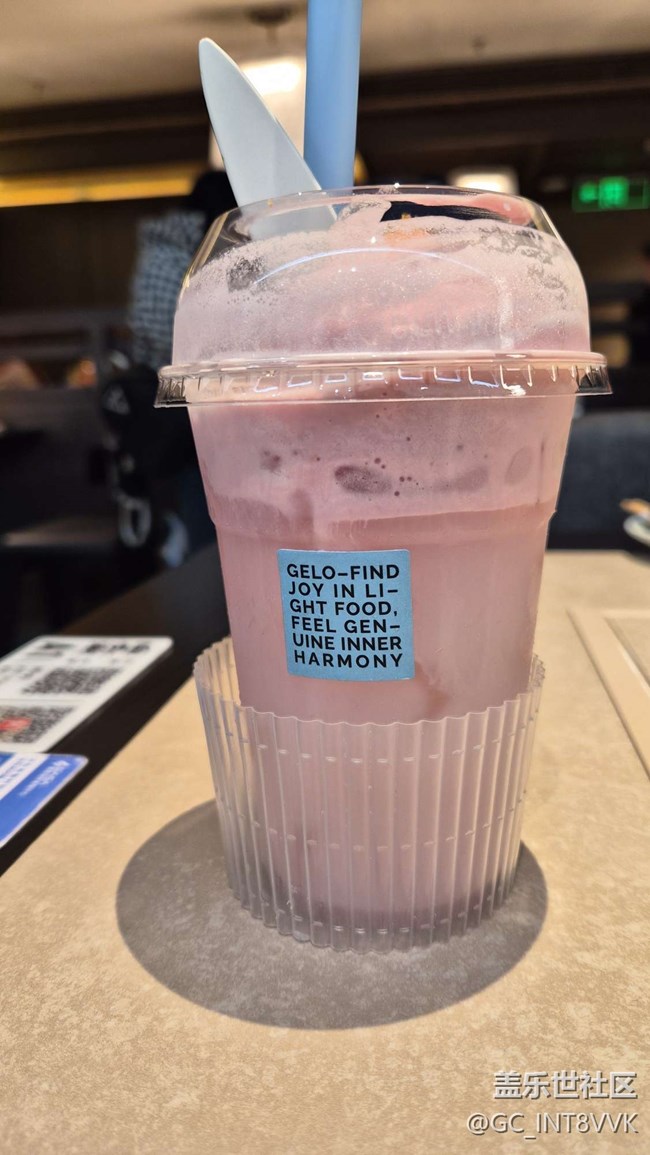 GELO–FIND
JOY IN LI–
GHT FOOD,
FEEL GEN–
UINE INNER
HARMONY
盖乐世社区
@GC_INT8VVK